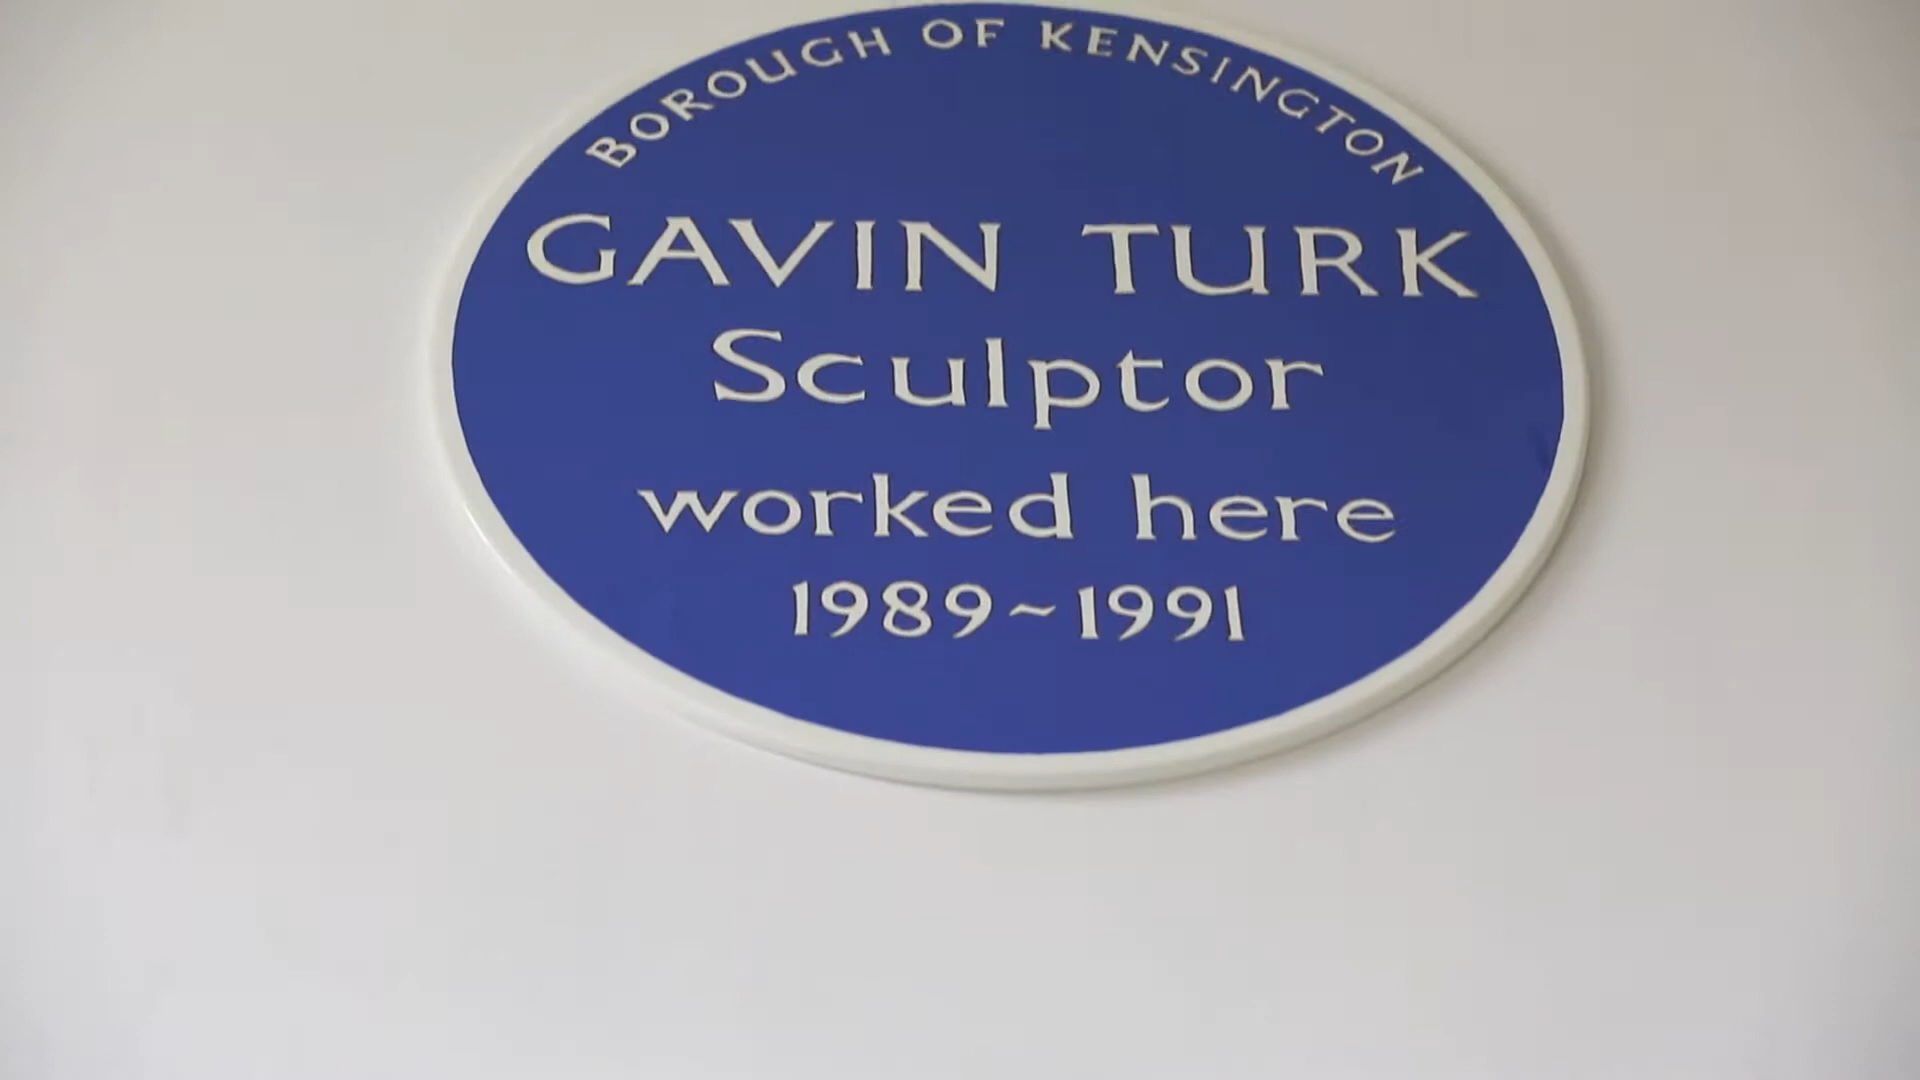 BOROUGH OF KENSINGTON
GAVIN TURK
Sculptor
worked here
1989~1991